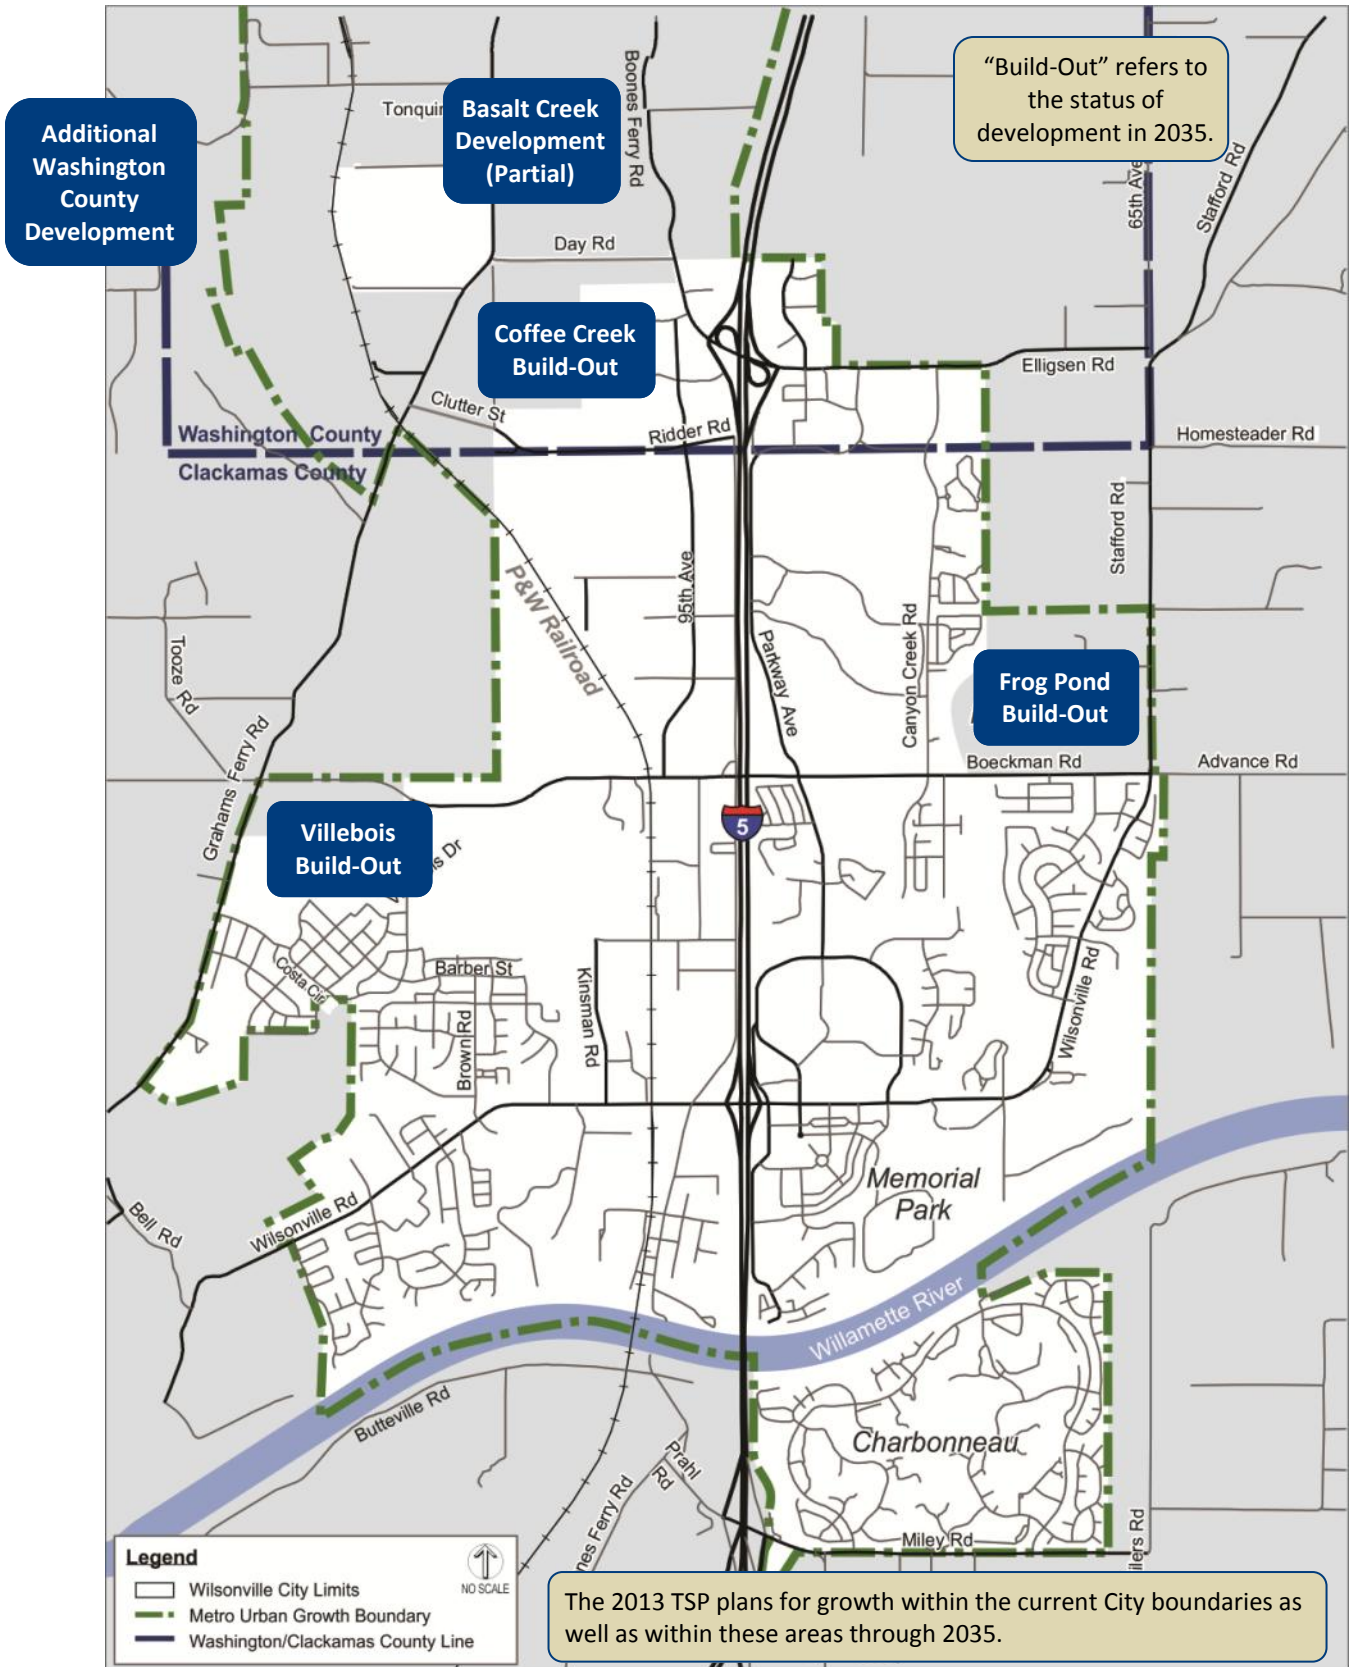 "Build-Out" refers to
the status of
development in 2035.
Additional
Washington
County
Development
Basalt Creek
Development
(Partial)
Boones Ferry Rd
65th Ave
Stafford Rd
Day Rd
Coffee Creek
Build-Out
Elligsen Rd
Clutter St
Ridder Rd
Washington County
Clackamas County
Homesteader Rd
Stafford Rd
P&W Railroad
95th Ave
Parkway Ave
Canyon Creek Rd
Tooze Rd
Frog Pond
Build-Out
Grahams Ferry Rd
Boeckman Rd
Advance Rd
5
Villebois
Build-Out
Barber St
Costa Cir
Brown Rd
Kinsman Rd
Wilsonville Rd
Memorial
Park
Bell Rd
Wilsonville Rd
Willamette River
Butteville Rd
Charbonneau
Prahl
Rd
Miley Rd
nes Ferry Rd
ilers Rd
Legend
NO SCALE
Wilsonville City Limits
Metro Urban Growth Boundary
Washington/Clackamas County Line
The 2013 TSP plans for growth within the current City boundaries as
well as within these areas through 2035.